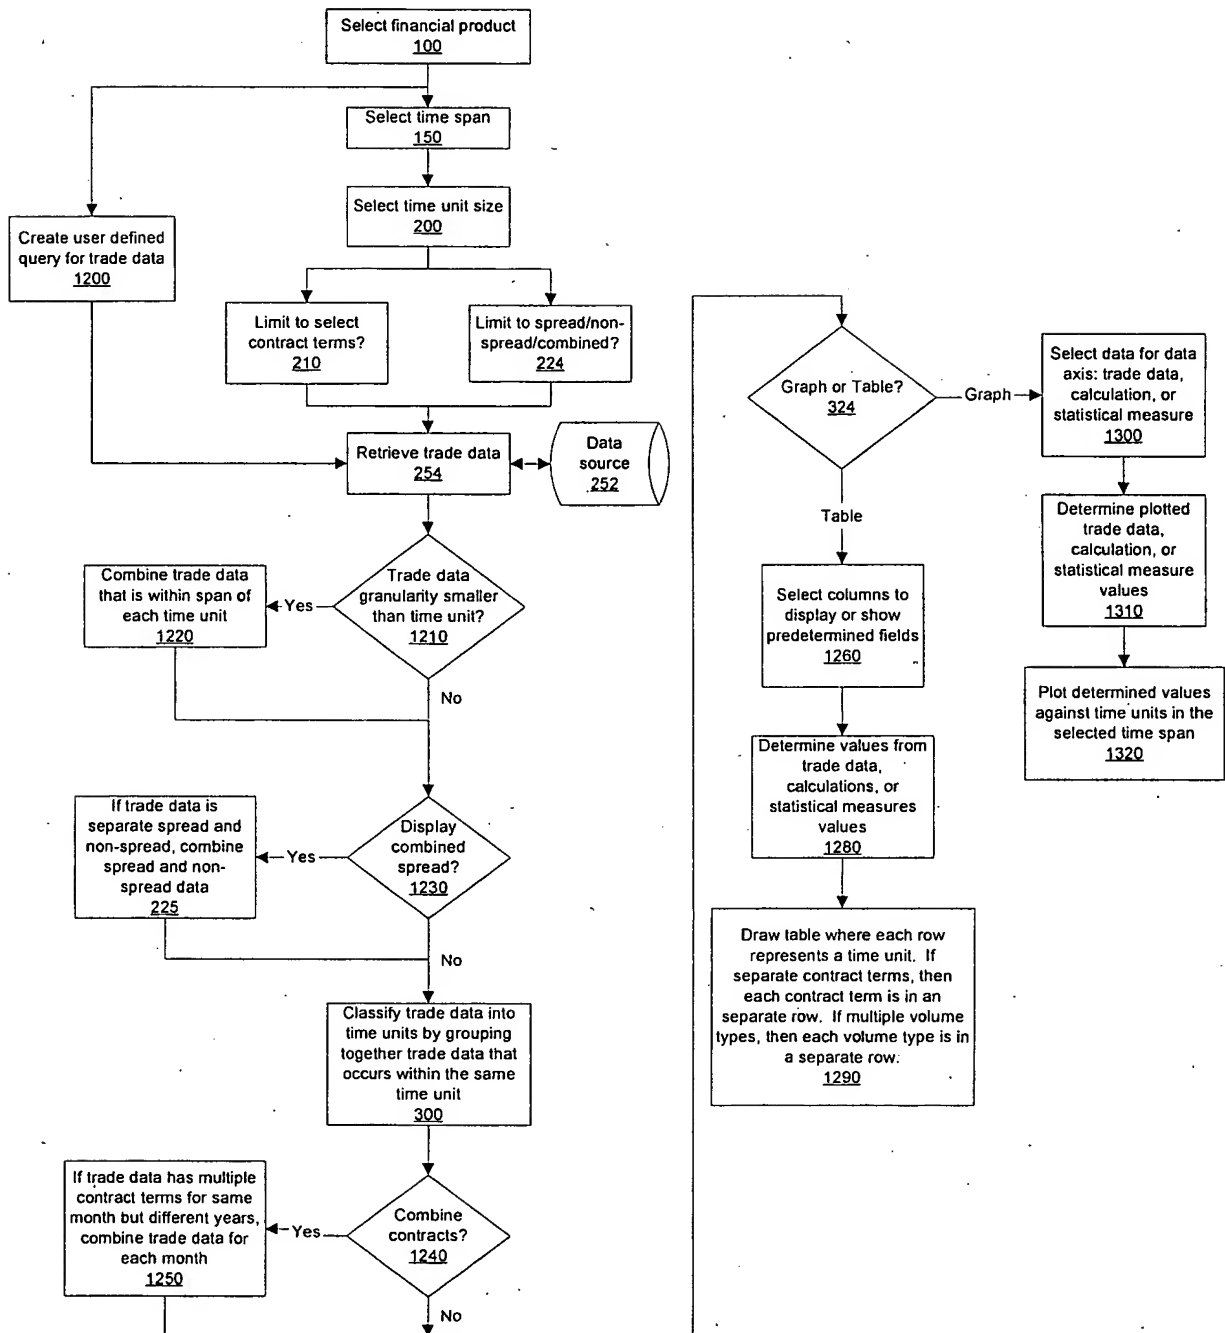 Select financial product
100
Select time span
150
Select time unit size
200
Create user defined
query for trade data
1200
Limit to select
contract terms?
210
Limit to spread/non-
spread/combined?
224
Retrieve trade data
254
Data
source
252
Trade data
granularity smaller
than time unit?
1210
Yes
Combine trade data
that is within span of
each time unit
1220
No
Display
combined
spread?
1230
Yes
If trade data is
separate spread and
non-spread, combine
spread and non-
spread data
225
No
Classify trade data into
time units by grouping
together trade data that
occurs within the same
time unit
300
Combine
contracts?
1240
Yes
If trade data has multiple
contract terms for same
month but different years,
combine trade data for
each month
1250
No
Graph or Table?
324
Graph
Table
Select columns to
display or show
predetermined fields
1260
Determine values from
trade data,
calculations, or
statistical measures
values
1280
Draw table where each row
represents a time unit. If
separate contract terms, then
each contract term is in an
separate row. If multiple volume
types, then each volume type is in
a separate row.
1290
Select data for data
axis: trade data,
calculation, or
statistical measure
1300
Determine plotted
trade data,
calculation, or
statistical measure
values
1310
Plot determined values
against time units in the
selected time span
1320